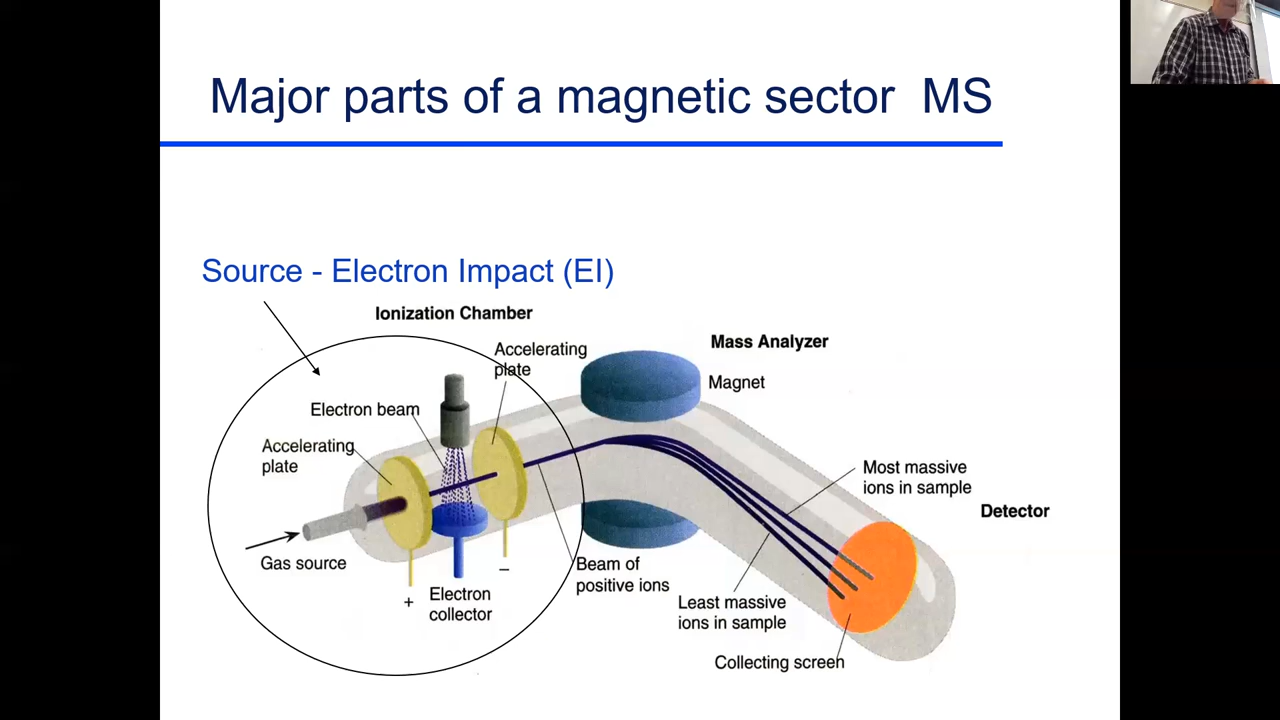 Major parts of a magnetic sector MS
Source - Electron Impact (EI)
Ionization Chamber
Accelerating
plate
Mass Analyzer
Magnet
Electron beam
Accelerating
plate
Most massive
ions in sample
Detector
Gas source
+
Electron
collector
–
Beam of
positive ions
Least massive
ions in sample
Collecting screen